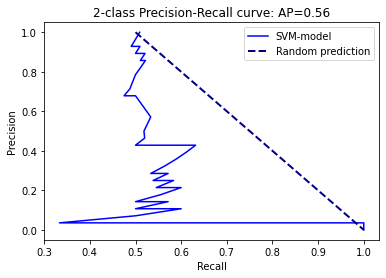 2-class Precision-Recall curve: AP=0.56
SVM-model
Random prediction
Precision
1.0
0.8
0.6
0.4
0.2
0.0
0.3 0.4 0.5 0.6 0.7 0.8 0.9 1.0
Recall